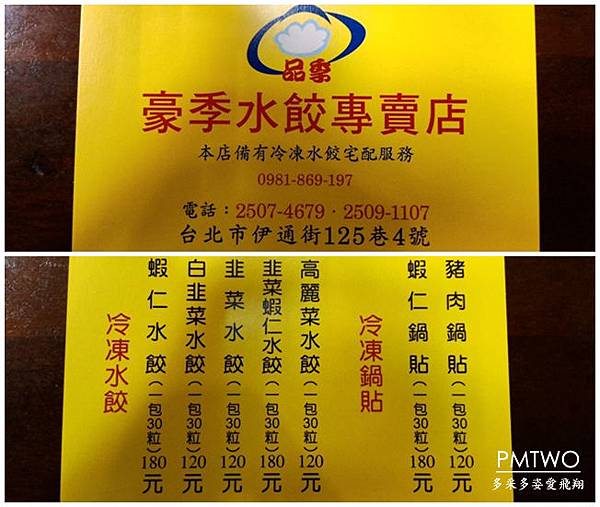 品季
豪季水餃專賣店
本店備有冷凍水餃宅配服務
0981-869-197
電話：2507-4679．2509-1107
台北市伊通街125巷4號
豬肉鍋貼（一包30粒）120元
蝦仁鍋貼（一包30粒）180元
冷凍鍋貼
高麗菜水餃（一包30粒）120元
韭菜蝦仁水餃（一包30粒）180元
韭菜水餃（一包30粒）120元
白韭菜水餃（一包30粒）120元
蝦仁水餃（一包30粒）180元
冷凍水餃
PMTWO
多采多姿愛飛翔